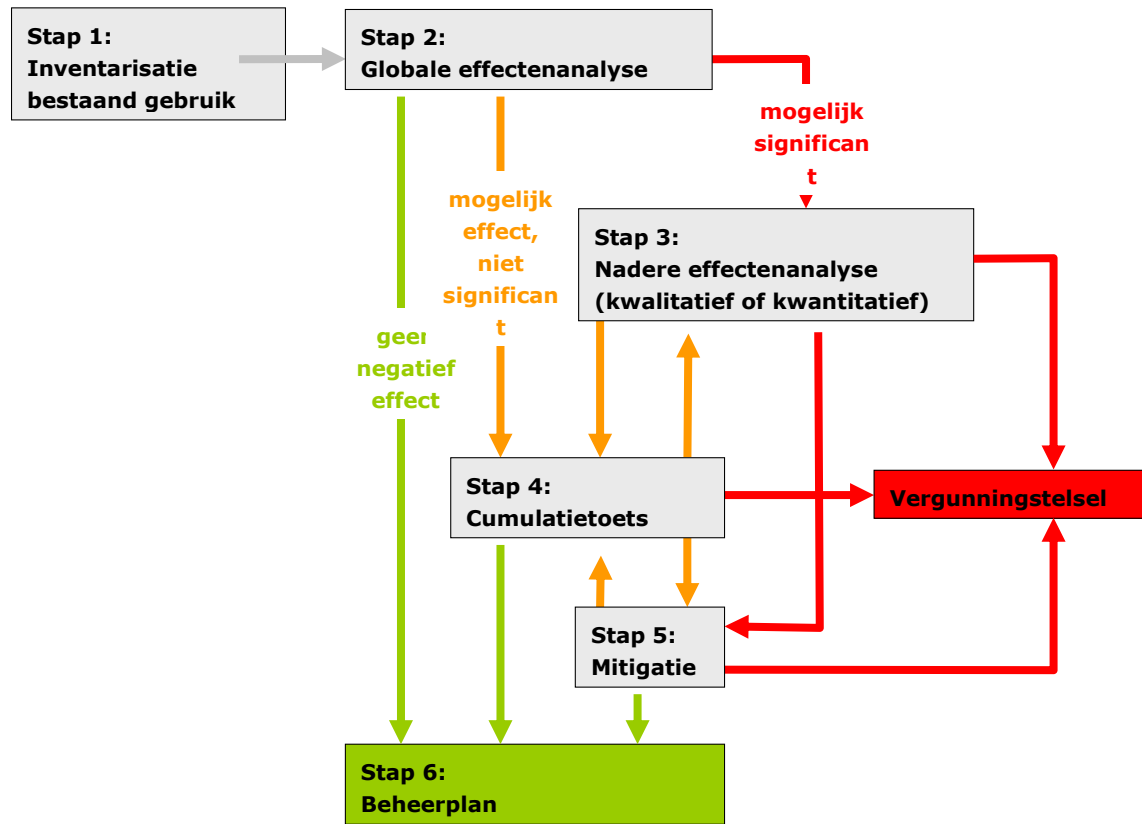 Stap 1:
Inventarisatie
bestaand gebruik
Stap 2:
Globale effectenanalyse
mogelijk
significan
t
mogelijk
effect,
niet
significan
t
Stap 3:
Nadere effectenanalyse
(kwalitatief of kwantitatief)
geen
negatief
effect
Stap 4:
Cumulatietoets
Vergunningstelsel
Stap 5:
Mitigatie
Stap 6:
Beheerplan